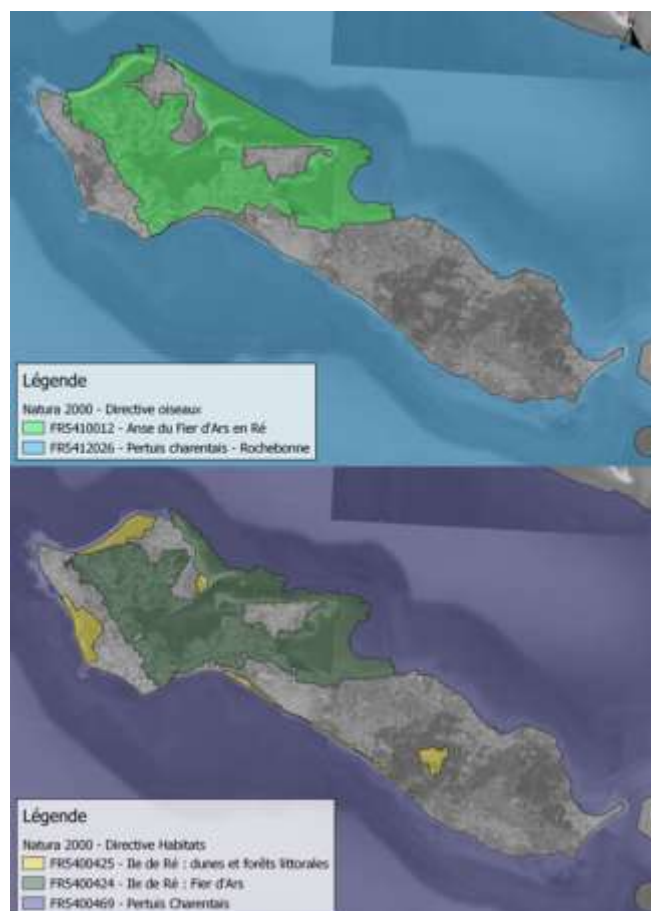 Légende
Natura 2000 - Directive oiseaux
FR5410012 - Anse du Fier d'Ars en Ré
FR5412026 - Pertuis charentais - Rochebonne
Légende
Natura 2000 - Directive Habitats
FR5400425 - Ile de Ré : dunes et forêts littorales
FR5400424 - Ile de Ré : Fier d'Ars
FR5400469 - Pertuis Charentais